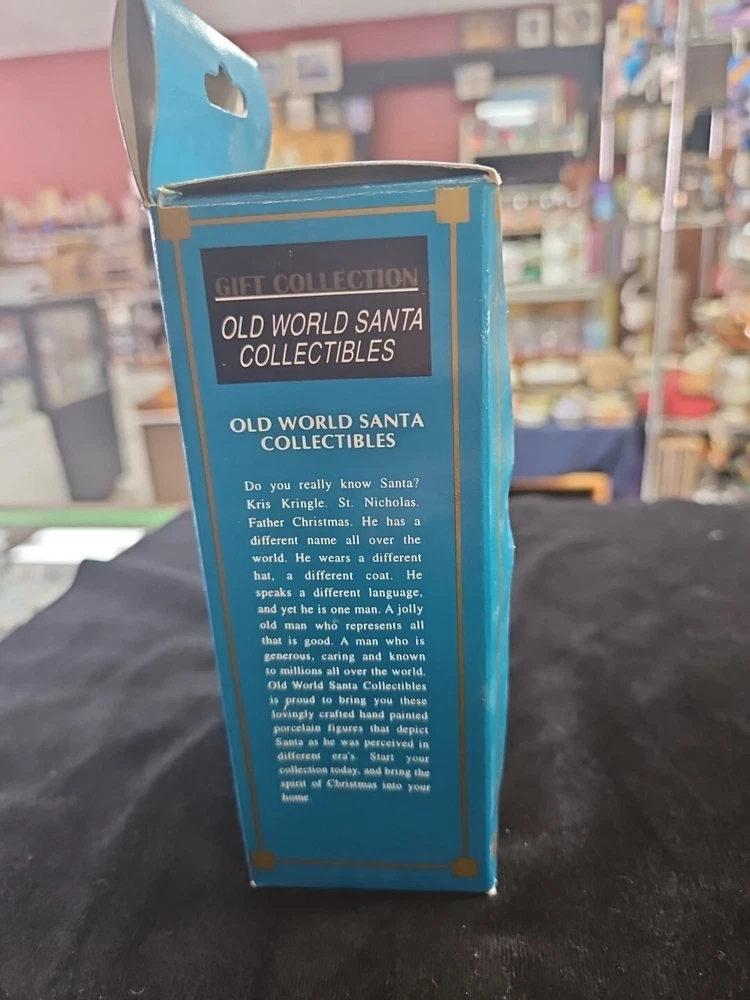 GIFT COLLECTION
OLD WORLD SANTA
COLLECTIBLES
OLD WORLD SANTA
COLLECTIBLES
Do you really know Santa?
Kris Kringle. St. Nicholas.
Father Christmas. He has a
different name all over the
world. He wears a different
hat, a different coat. He
speaks a different language,
and yet he is one man. A jolly
old man who represents all
that is good. A man who is
generous, caring and known
to millions all over the world.
Old World Santa Collectibles
is proud to bring you these
lovingly crafted hand painted
porcelain figures that depict
Santa as he was perceived in
different era's. Start your
collection today, and bring the
spirit of Christmas into your
home.